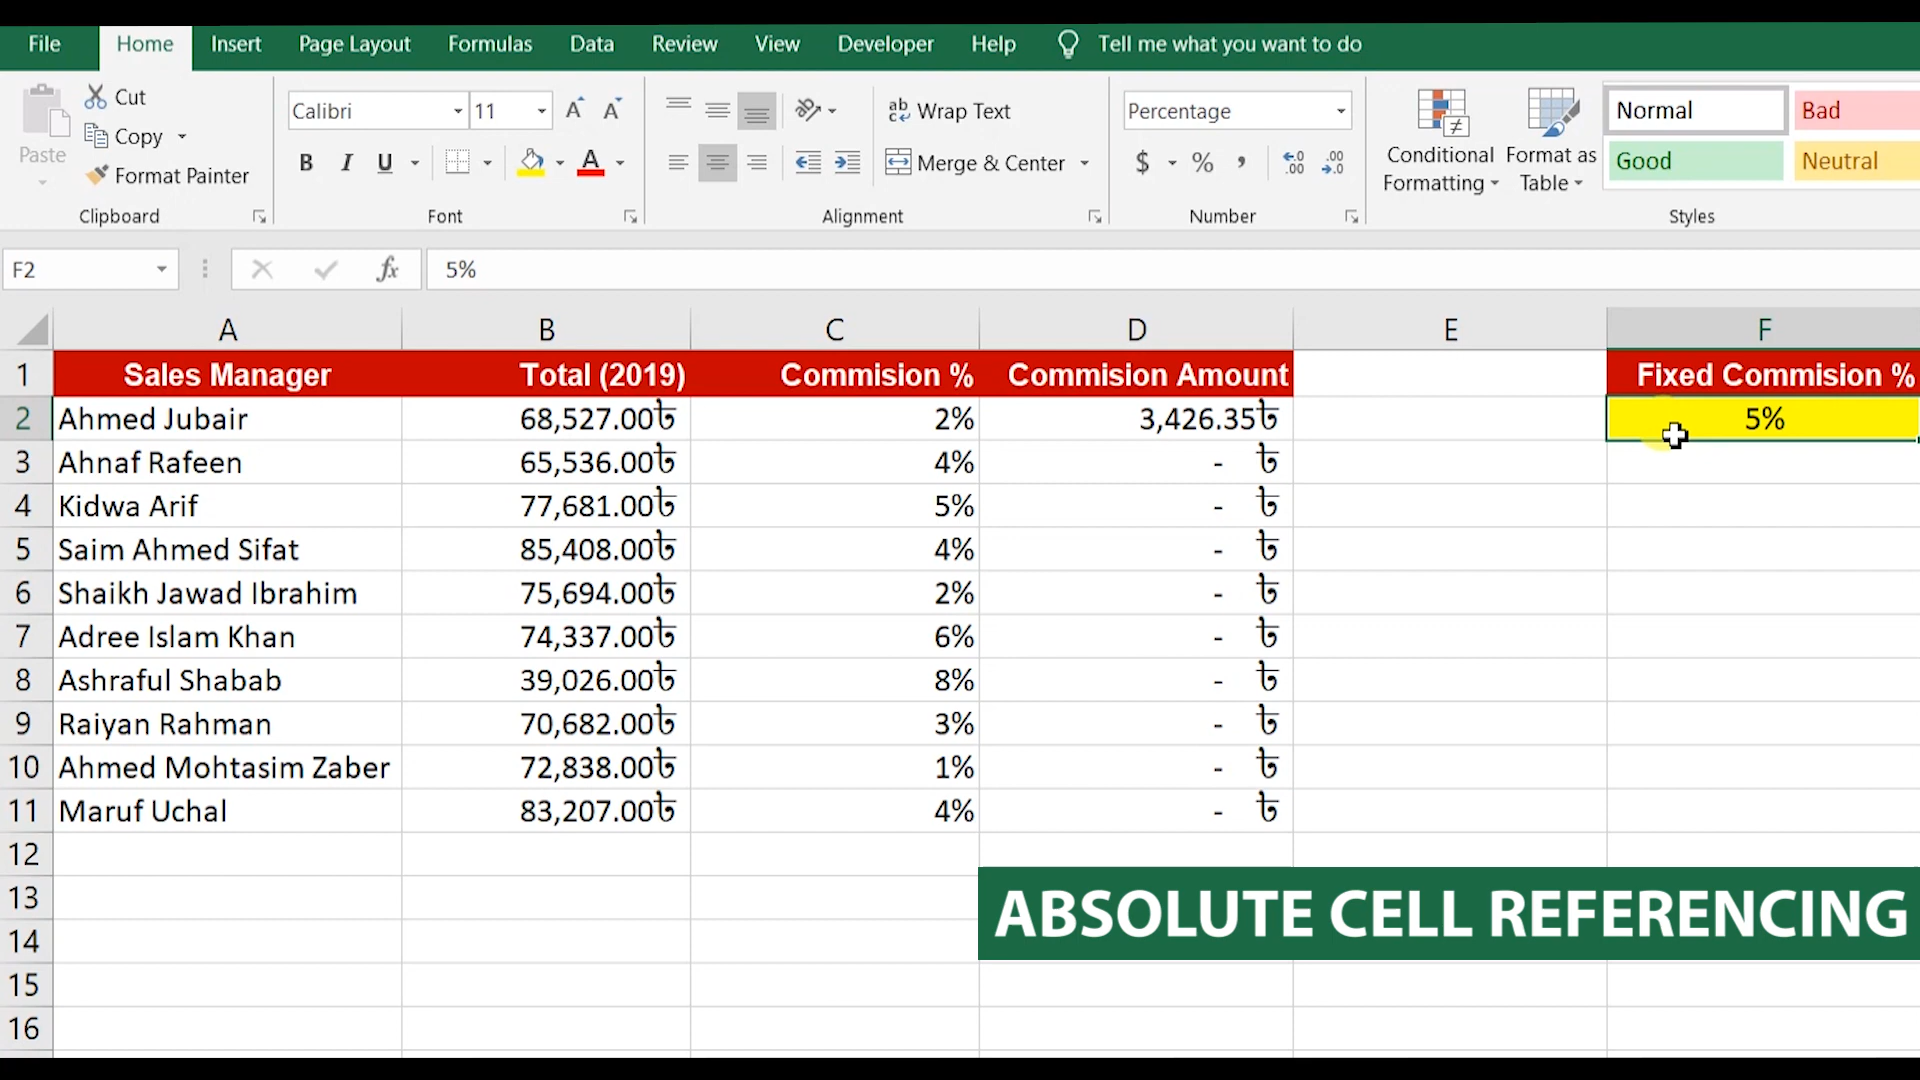 File Home Insert Page Layout Formulas Data Review View Developer Help Tell me what you want to do
Paste
Cut
Copy
Format Painter
Clipboard
Calibri 11
B I U
Font
Wrap Text
Merge & Center
Alignment
Percentage
$ % ,
Number
Conditional Formatting
Format as Table
Normal Bad
Good Neutral
Styles
F2 fx 5%
A B C D E F
1 Sales Manager Total (2019) Commision % Commision Amount Fixed Commision %
2 Ahmed Jubair 68,527.00৳ 2% 3,426.35৳ 5%
3 Ahnaf Rafeen 65,536.00৳ 4% - ৳
4 Kidwa Arif 77,681.00৳ 5% - ৳
5 Saim Ahmed Sifat 85,408.00৳ 4% - ৳
6 Shaikh Jawad Ibrahim 75,694.00৳ 2% - ৳
7 Adree Islam Khan 74,337.00৳ 6% - ৳
8 Ashraful Shabab 39,026.00৳ 8% - ৳
9 Raiyan Rahman 70,682.00৳ 3% - ৳
10 Ahmed Mohtasim Zaber 72,838.00৳ 1% - ৳
11 Maruf Uchal 83,207.00৳ 4% - ৳
12
13
ABSOLUTE CELL REFERENCING
14
15
16